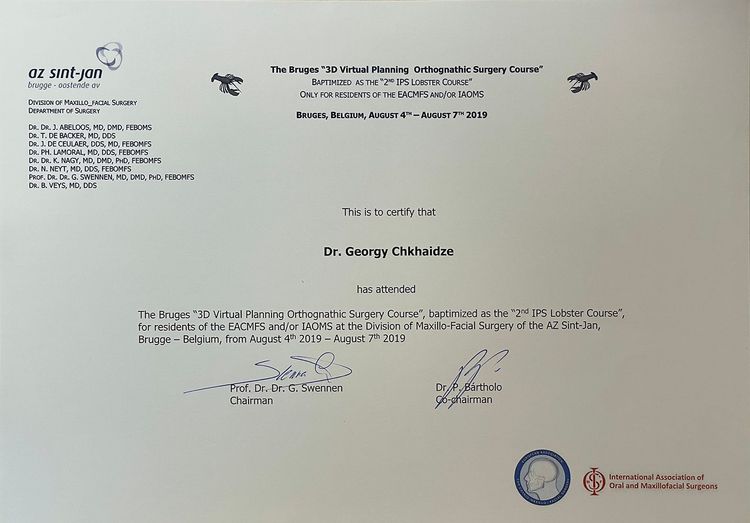 az sint-jan
brugge - oostende av
DIVISION OF MAXILLO_FACIAL SURGERY
DEPARTMENT OF SURGERY
DR. DR. J. ABELOOS, MD, DMD, FEBOMS
DR. T. DE BACKER, MD, DDS
DR. J. DE CEULAER, DDS, MD, FEBOMFS
DR. PH. LAMORAL, MD, DDS, FEBOMFS
DR. DR. K. NAGY, MD, DMD, PHD, FEBOMFS
DR. N. NEYT, MD, DDS, FEBOMFS
PROF. DR. DR. G. SWENNEN, MD, DMD, PHD, FEBOMFS
DR. B. VEYS, MD, DDS
The Bruges “3D Virtual Planning Orthognathic Surgery Course”
BAPTIMIZED AS THE “2ND IPS LOBSTER COURSE”
ONLY FOR RESIDENTS OF THE EACMFS AND/OR IAOMS
BRUGES, BELGIUM, AUGUST 4TH – AUGUST 7TH 2019
This is to certify that
Dr. Georgy Chkhaidze
has attended
The Bruges “3D Virtual Planning Orthognathic Surgery Course”, baptimized as the “2nd IPS Lobster Course”,
for residents of the EACMFS and/or IAOMS at the Division of Maxillo-Facial Surgery of the AZ Sint-Jan,
Brugge – Belgium, from August 4th 2019 – August 7th 2019
Prof. Dr. Dr. G. Swennen
Chairman
Dr. P. Bartholo
Co-chairman
International Association of
Oral and Maxillofacial Surgeons